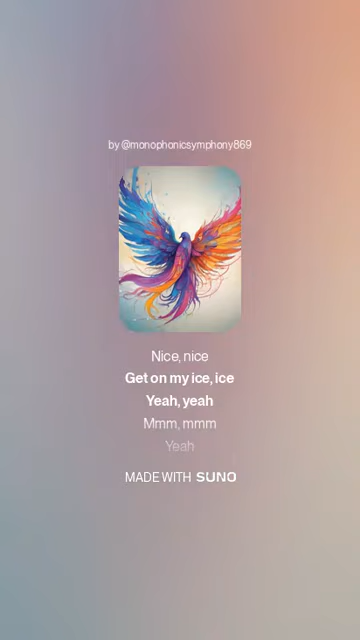 by @monophonicsymphony869
Nice, nice
Get on my ice, ice
Yeah, yeah
Mmm, mmm
Yeah
MADE WITH SUNO